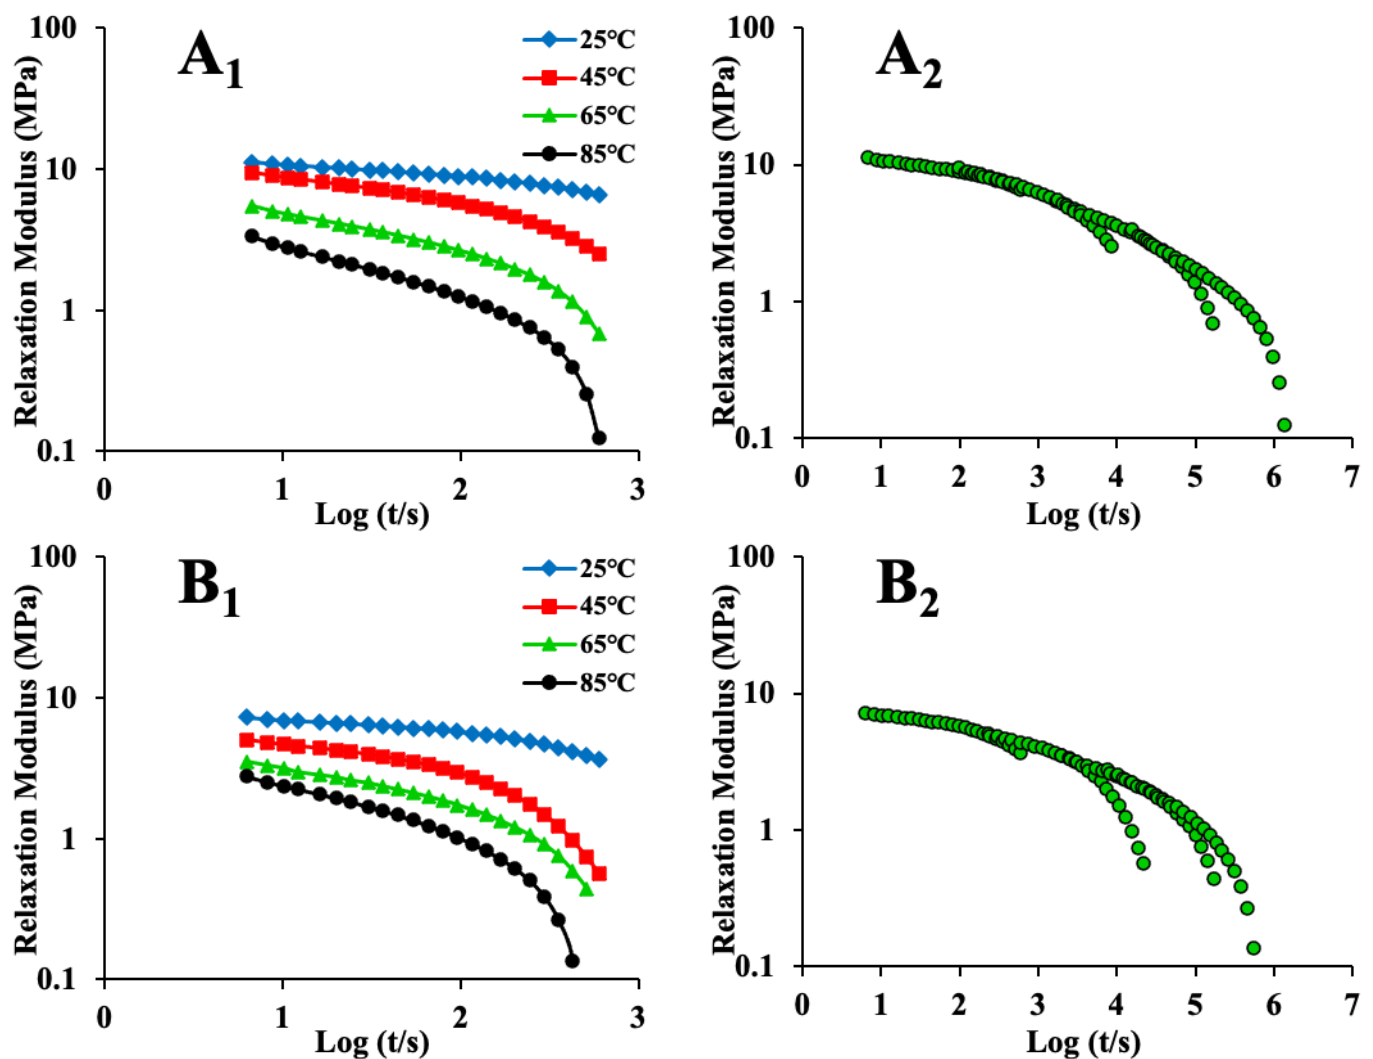 A1
Relaxation Modulus (MPa)
100
10
1
0.1
25°C
45°C
65°C
85°C
0 1 2 3
Log (t/s)
A2
Relaxation Modulus (MPa)
100
10
1
0.1
0 1 2 3 4 5 6 7
Log (t/s)
B1
Relaxation Modulus (MPa)
100
10
1
0.1
25°C
45°C
65°C
85°C
0 1 2 3
Log (t/s)
B2
Relaxation Modulus (MPa)
100
10
1
0.1
0 1 2 3 4 5 6 7
Log (t/s)